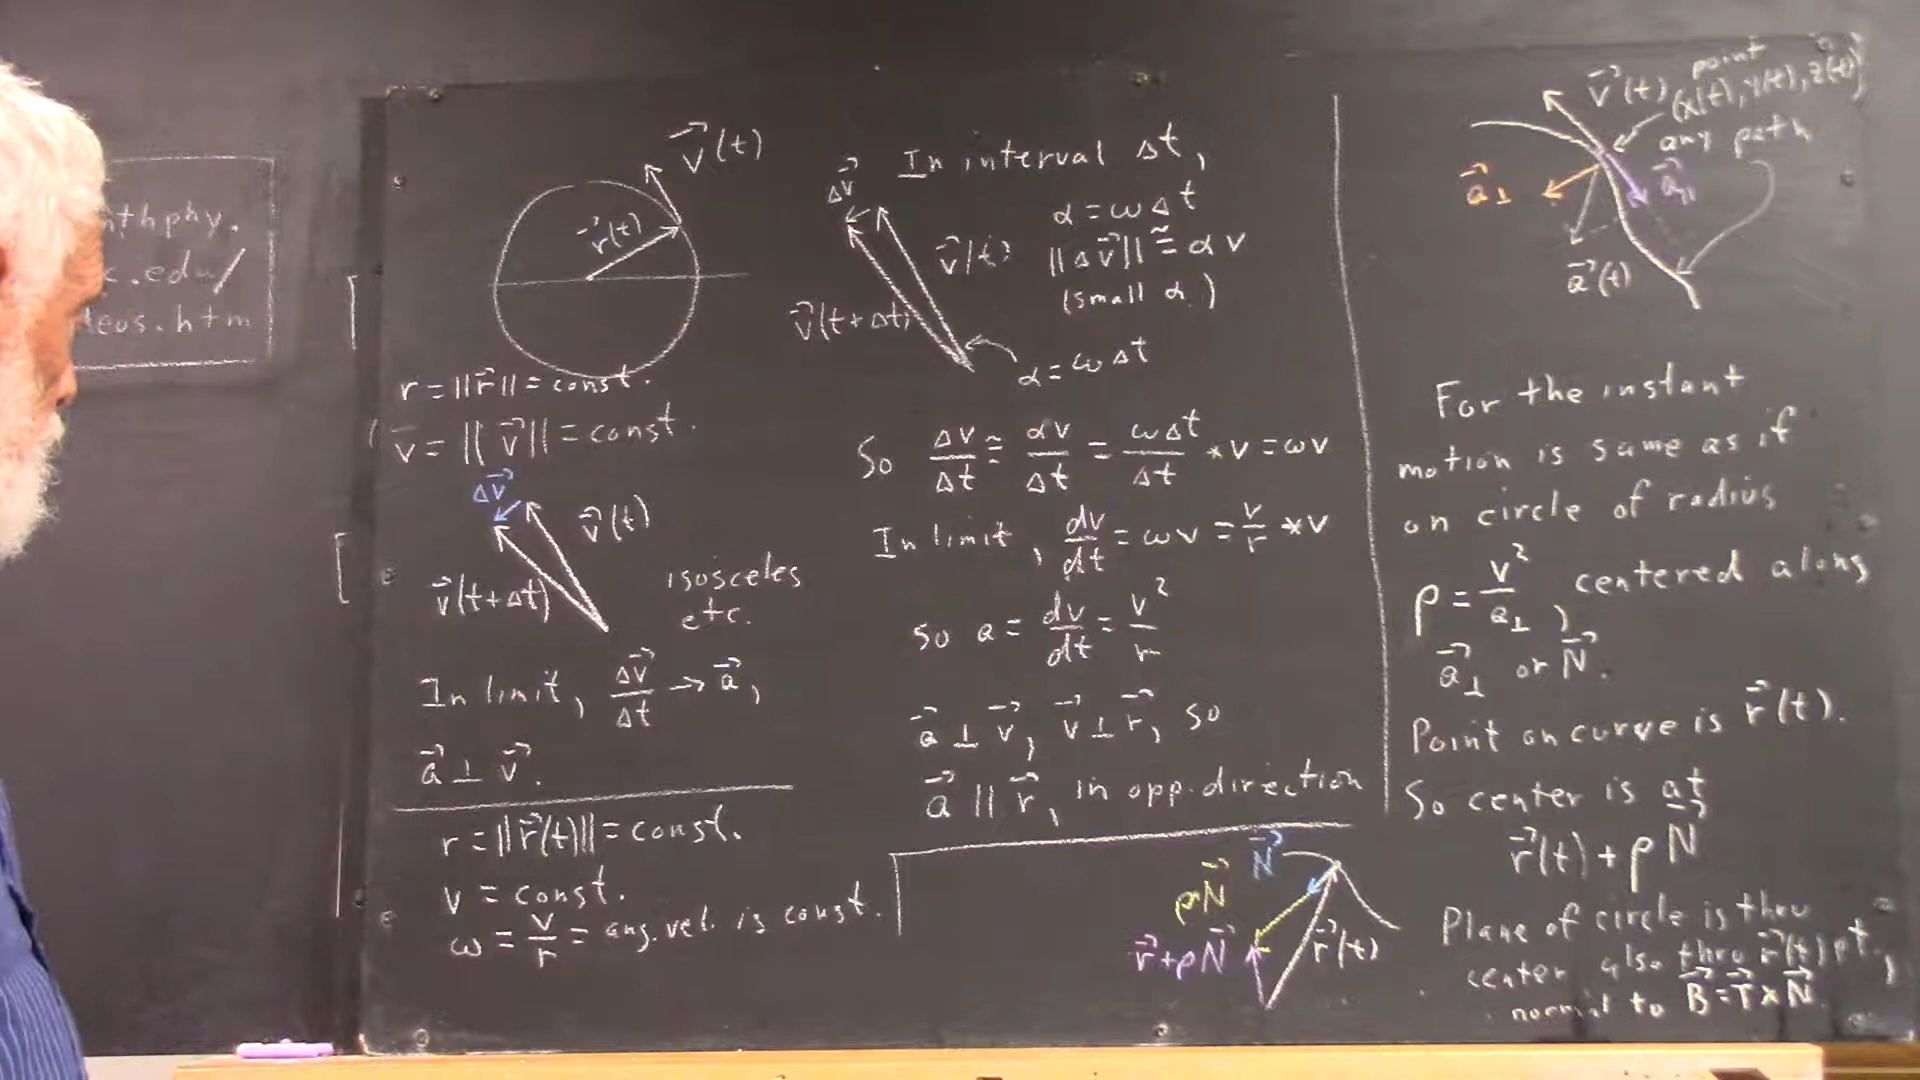 thphy.
c.edu/
deos.htm
v⃗(t)
r⃗(t)
r = ||r⃗|| = const.
v = ||v⃗|| = const.
Δv⃗
v⃗(t)
v⃗(t+Δt)
isosceles
etc.
In limit, Δv⃗/Δt → a⃗,
a⃗ ⊥ v⃗.
r = ||r⃗(t)|| = const.
v = const.
ω = v/r = ang. vel. is const.
Δv⃗
In interval Δt,
α = ωΔt
v⃗(t)
||Δv⃗|| ≅ αv
(small α)
v⃗(t+Δt)
α = ωΔt
So Δv/Δt ≅ αv/Δt = ωΔt/Δt * v = ωv
In limit, dv/dt = ωv = v/r * v
so a = dv/dt = v²/r
a⃗ ⊥ v⃗, v⃗ ⊥ r⃗, so
a⃗ || r⃗, in opp. direction
N⃗
ρN⃗
r⃗+ρN⃗
r⃗(t)
v⃗(t)
point
(x(t), y(t), z(t))
any path
a⃗⊥
a⃗||
a⃗(t)
For the instant
motion is same as if
on circle of radius
ρ = v²/a⊥, centered along
a⃗⊥ or N⃗.
Point on curve is r⃗(t).
So center is at
r⃗(t) + ρN⃗
Plane of circle is thru
center also thru r⃗(t) pt.,
normal to B⃗ = T⃗ × N⃗